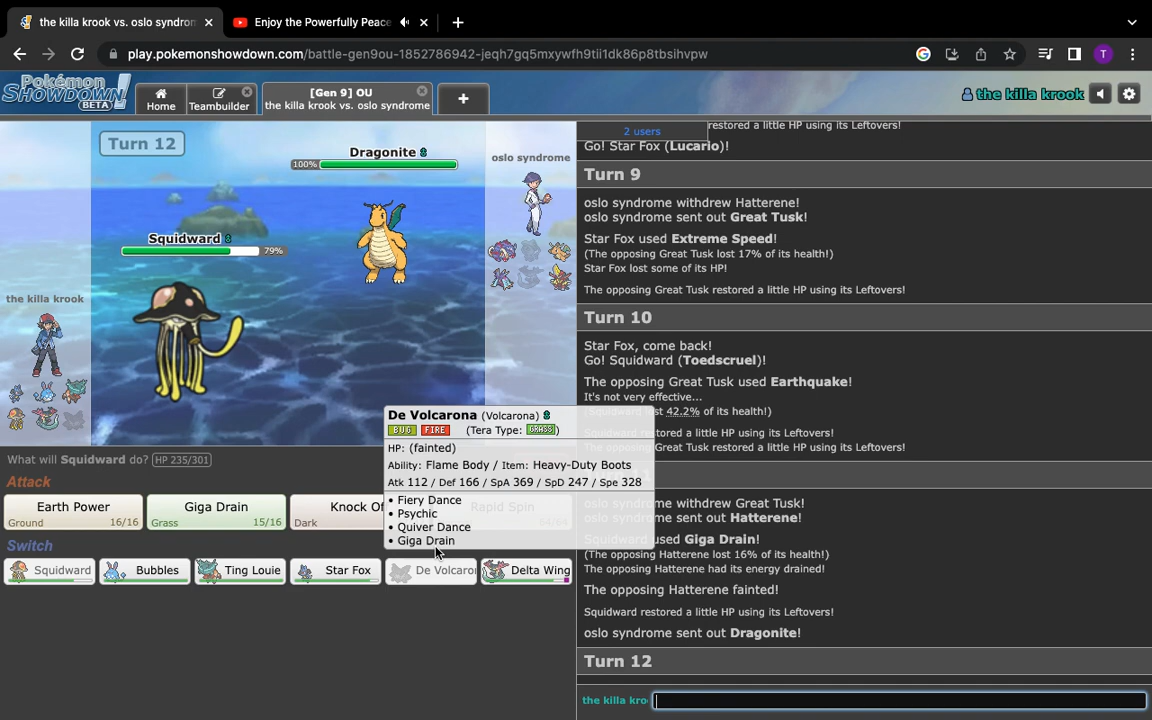 the killa krook vs. oslo syndron
Enjoy the Powerfully Peace
play.pokemonshowdown.com/battle-gen9ou-1852786942-jeqh7gq5mxywfh9tii1dk86p8tbsihvpw
T
Pokémon
SHOWDOWN!
BETA
Home
Teambuilder
[Gen 9] OU
the killa krook vs. oslo syndrome
the killa krook
Turn 12
Dragonite
100%
oslo syndrome
Squidward
79%
the killa krook
What will Squidward do? HP 235/301
Attack
Earth Power
Ground 16/16
Giga Drain
Grass 15/16
Knock Of
Dark
Rapid Spin
Switch
Squidward
Bubbles
Ting Louie
Star Fox
De Volcaror
Delta Wing
De Volcarona (Volcarona)
BUG FIRE (Tera Type: GRASS)
HP: (fainted)
Ability: Flame Body / Item: Heavy-Duty Boots
Atk 112 / Def 166 / SpA 369 / SpD 247 / Spe 328
• Fiery Dance
• Psychic
• Quiver Dance
• Giga Drain
2 users
restored a little HP using its Leftovers!
Go! Star Fox (Lucario)!
Turn 9
oslo syndrome withdrew Hatterene!
oslo syndrome sent out Great Tusk!
Star Fox used Extreme Speed!
(The opposing Great Tusk lost 17% of its health!)
Star Fox lost some of its HP!
The opposing Great Tusk restored a little HP using its Leftovers!
Turn 10
Star Fox, come back!
Go! Squidward (Toedscruel)!
The opposing Great Tusk used Earthquake!
It's not very effective...
(Squidward lost 42.2% of its health!)
Squidward restored a little HP using its Leftovers!
The opposing Great Tusk restored a little HP using its Leftovers!
oslo syndrome withdrew Great Tusk!
oslo syndrome sent out Hatterene!
Squidward used Giga Drain!
(The opposing Hatterene lost 16% of its health!)
The opposing Hatterene had its energy drained!
The opposing Hatterene fainted!
Squidward restored a little HP using its Leftovers!
oslo syndrome sent out Dragonite!
Turn 12
the killa kro